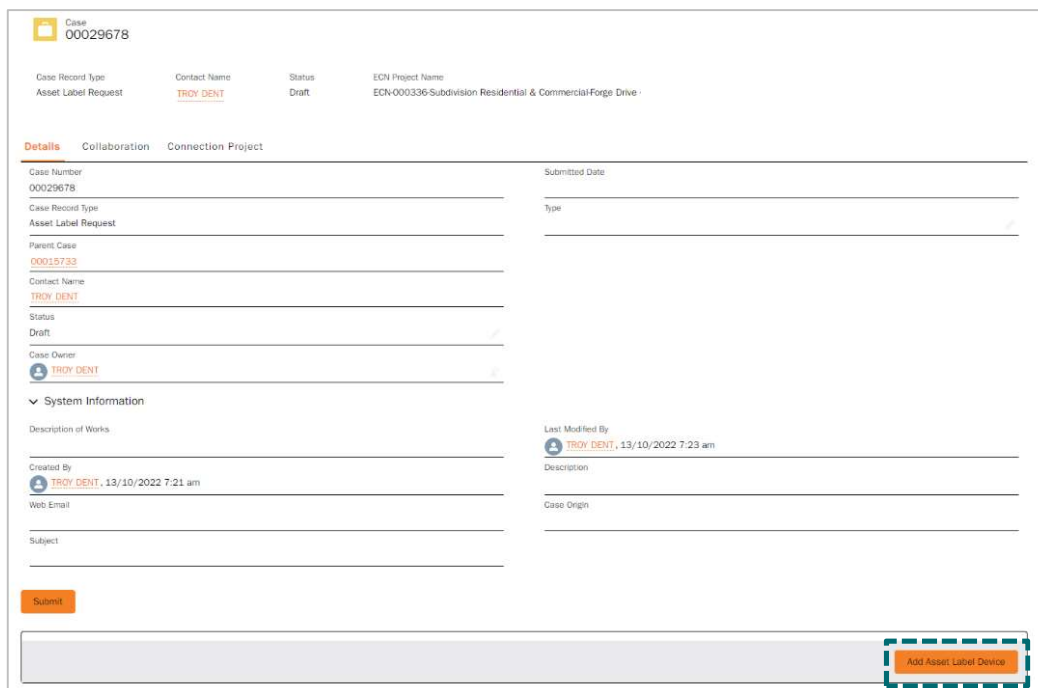 Case
00029678
Case Record Type Contact Name Status ECN Project Name
Asset Label Request TROY DENT Draft ECN-000336-Subdivision Residential & Commercial-Forge Drive -
Details Collaboration Connection Project
Case Number Submitted Date
00029678
Case Record Type Type
Asset Label Request
Parent Case
00015733
Contact Name
TROY DENT
Status
Draft
Case Owner
TROY DENT
System Information
Description of Works Last Modified By
TROY DENT, 13/10/2022 7:23 am
Created By Description
TROY DENT, 13/10/2022 7:21 am
Web Email Case Origin
Subject
Submit
Add Asset Label Device